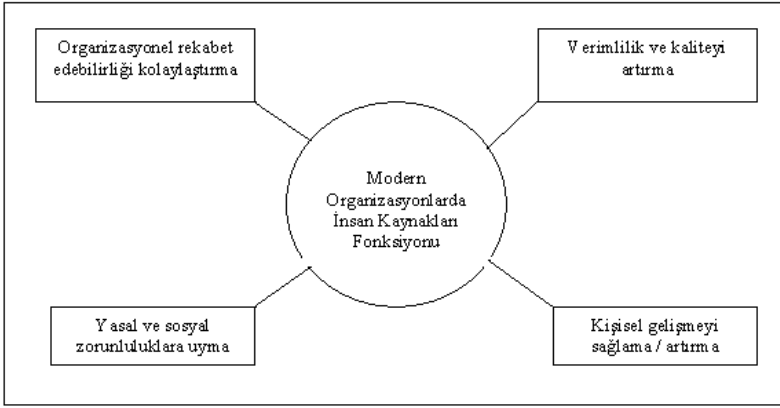 Organizasyonel rekabet
edebilirliği kolaylaştırma
Verimlilik ve kaliteyi
artırma
Modern
Organizasyonlarda
İnsan Kaynakları
Fonksiyonu
Yasal ve sosyal
zorunluluklara uyma
Kişisel gelişmeyi
sağlama / artırma